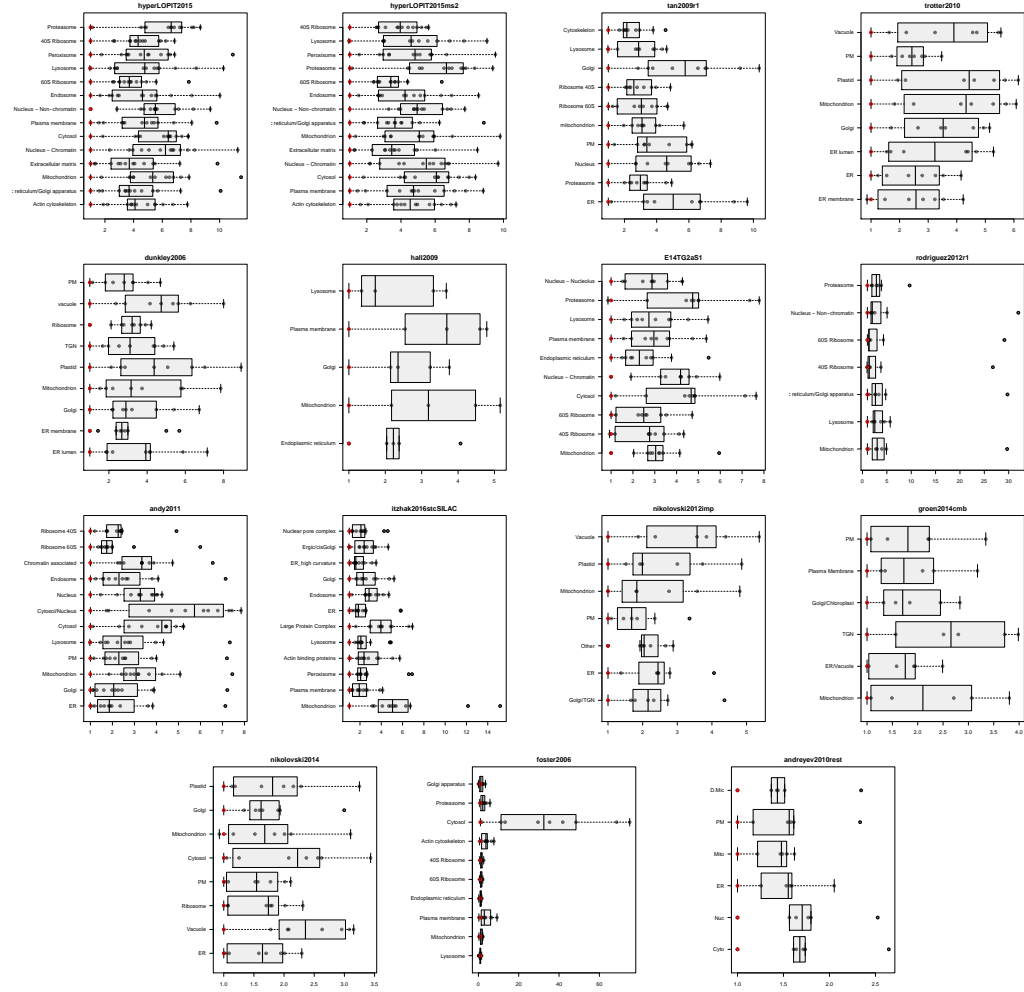 hyperLOPIT2015
Proteasome
40S Ribosome
Peroxisome
Lysosome
60S Ribosome
Endosome
Nucleus − Non−chromatin
Plasma membrane
Cytosol
Nucleus − Chromatin
Extracellular matrix
Mitochondrion
: reticulum/Golgi apparatus
Actin cytoskeleton
2 4 6 8 10
hyperLOPIT2015ms2
40S Ribosome
Lysosome
Peroxisome
Proteasome
60S Ribosome
Endosome
Nucleus − Non−chromatin
: reticulum/Golgi apparatus
Mitochondrion
Extracellular matrix
Nucleus − Chromatin
Cytosol
Plasma membrane
Actin cytoskeleton
2 4 6 8 10
tan2009r1
Cytoskeleton
Lysosome
Golgi
Ribosome 40S
Ribosome 60S
mitochondrion
PM
Nucleus
Proteasome
ER
2 4 6 8 10
trotter2010
Vacuole
PM
Plastid
Mitochondrion
Golgi
ER lumen
ER
ER membrane
1 2 3 4 5 6
dunkley2006
PM
vacuole
Ribosome
TGN
Plastid
Mitochondrion
Golgi
ER membrane
ER lumen
2 4 6 8
hall2009
Lysosome
Plasma membrane
Golgi
Mitochondrion
Endoplasmic reticulum
1 2 3 4 5
E14TG2aS1
Nucleus − Nucleolus
Proteasome
Lysosome
Plasma membrane
Endoplasmic reticulum
Nucleus − Chromatin
Cytosol
60S Ribosome
40S Ribosome
Mitochondrion
1 2 3 4 5 6 7 8
rodriguez2012r1
Proteasome
Nucleus − Non−chromatin
60S Ribosome
40S Ribosome
: reticulum/Golgi apparatus
Lysosome
Mitochondrion
0 5 10 15 20 25 30
andy2011
Ribosome 40S
Ribosome 60S
Chromatin associated
Endosome
Nucleus
Cytosol/Nucleus
Cytosol
Lysosome
PM
Mitochondrion
Golgi
ER
1 2 3 4 5 6 7 8
itzhak2016stcSILAC
Nuclear pore complex
Ergic/cisGolgi
ER_high curvature
Golgi
Endosome
ER
Large Protein Complex
Lysosome
Actin binding proteins
Peroxisome
Plasma membrane
Mitochondrion
2 4 6 8 10 12 14
nikolovski2012imp
Vacuole
Plastid
Mitochondrion
PM
Other
ER
Golgi/TGN
1 2 3 4 5
groen2014cmb
PM
Plasma Membrane
Golgi/Chloroplast
TGN
ER/Vacuole
Mitochondrion
1.0 1.5 2.0 2.5 3.0 3.5 4.0
nikolovski2014
Plastid
Golgi
Mitochondrion
Cytosol
PM
Ribosome
Vacuole
ER
1.0 1.5 2.0 2.5 3.0 3.5
foster2006
Golgi apparatus
Proteasome
Cytosol
Actin cytoskeleton
40S Ribosome
60S Ribosome
Endoplasmic reticulum
Plasma membrane
Mitochondrion
Lysosome
0 20 40 60
andreyev2010rest
D.Mic
PM
Mito
ER
Nuc
Cyto
1.0 1.5 2.0 2.5